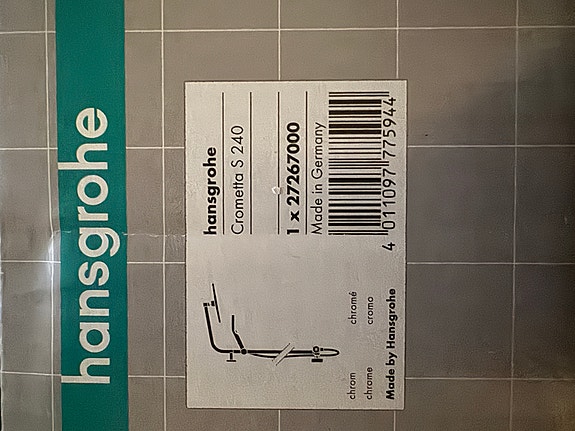 hansgrohe
hansgrohe
Crometta S 240
1 x 27267000
Made in Germany
4 011097 775944
chrom chromé
chrome cromo
Made by Hansgrohe